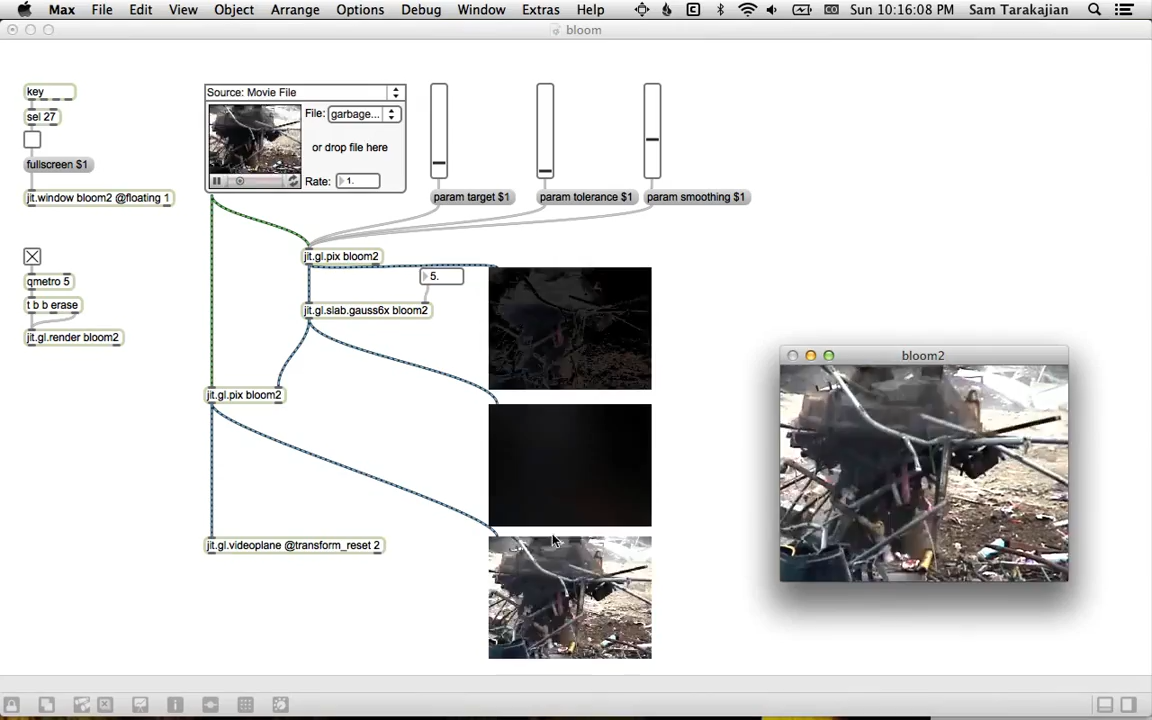 Max File Edit View Object Arrange Options Debug Window Extras Help Sun 10:16:08 PM Sam Tarakajian
bloom
key
sel 27
fullscreen $1
jit.window bloom2 @floating 1
qmetro 5
t b b erase
jit.gl.render bloom2
Source: Movie File
File: garbage...
or drop file here
Rate: 1.
param target $1
param tolerance $1
param smoothing $1
jit.gl.pix bloom2
5.
jit.gl.slab.gauss6x bloom2
jit.gl.pix bloom2
jit.gl.videoplane @transform_reset 2
bloom2